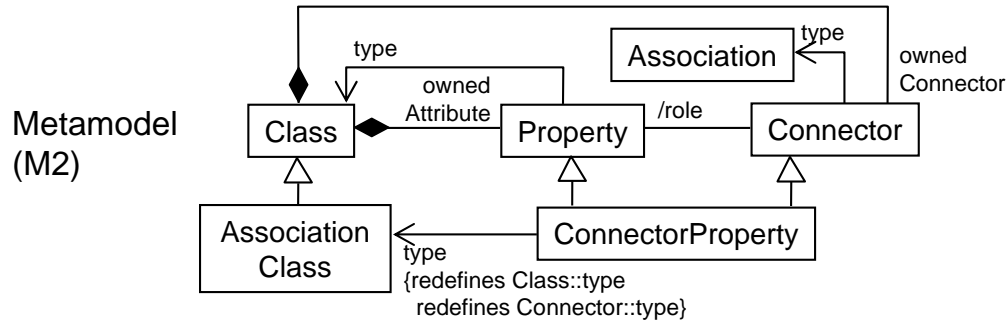 Metamodel
(M2)
type
owned
Attribute
Class
Property
/role
Association
type
owned
Connector
Connector
Association
Class
type
{redefines Class::type
redefines Connector::type}
ConnectorProperty